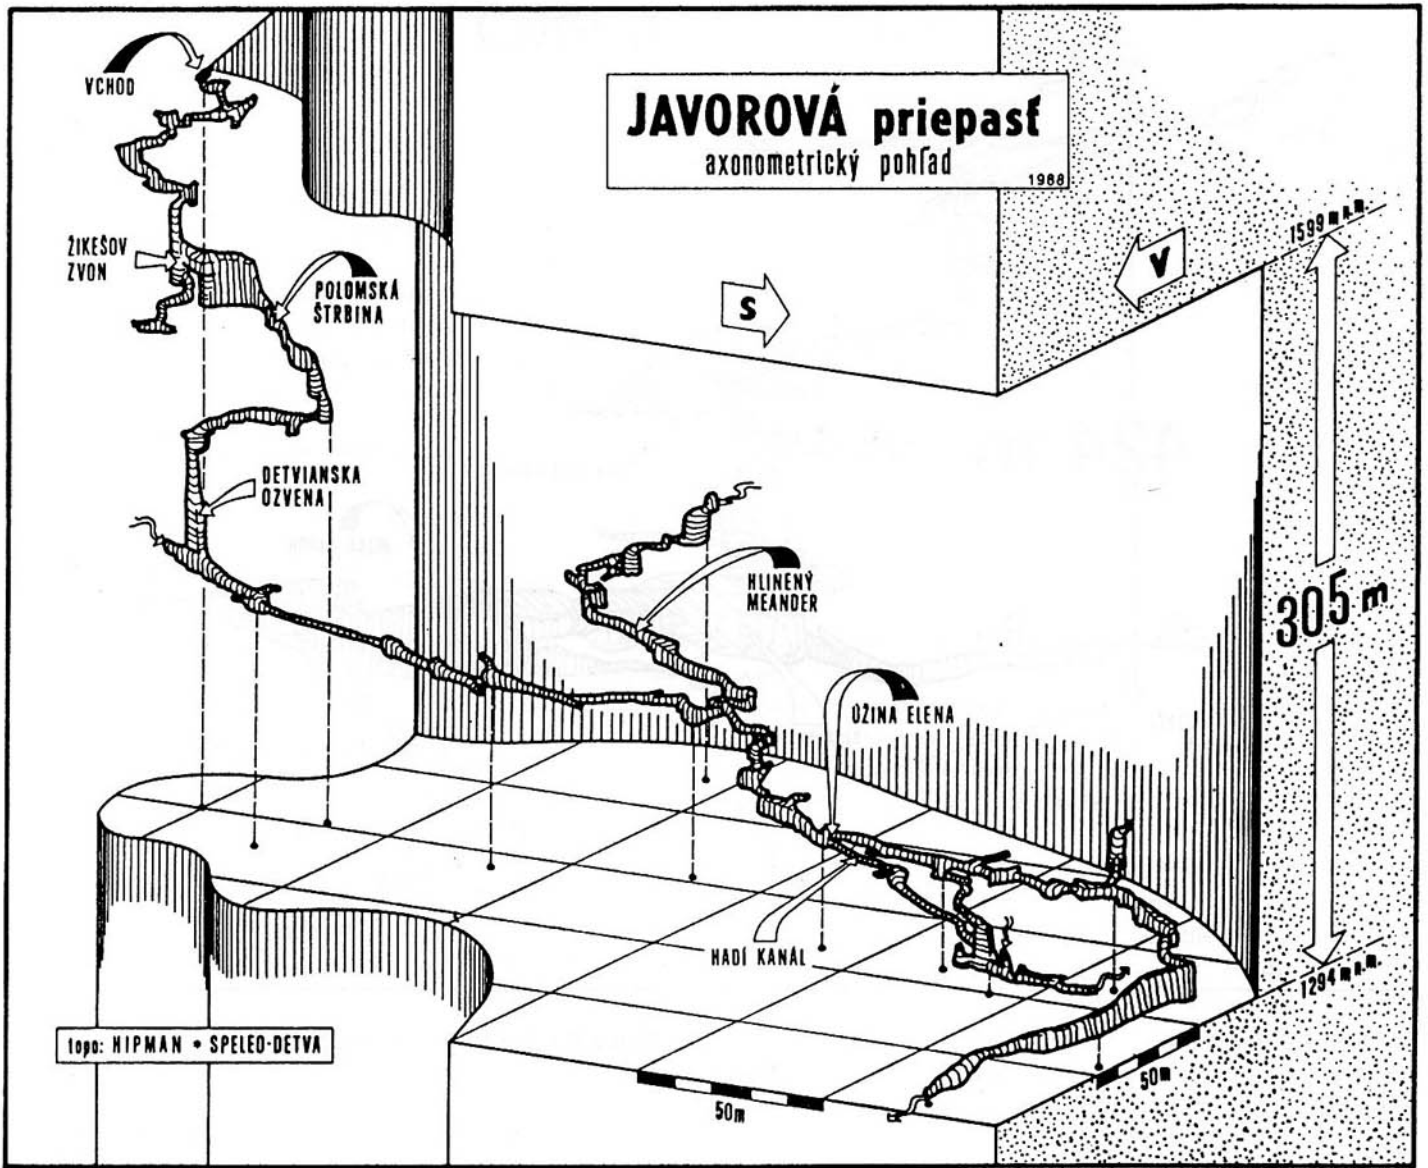 VCHOD
JAVOROVÁ priepasť
axonometrický pohľad
1988
1599 m n.m.
V
S
ŽIKEŠOV
ZVON
POLOMSKÁ
ŠTRBINA
DETVIANSKA
OZVENA
HLINENÝ
MEANDER
305 m
ÚŽINA ELENA
HADÍ KANÁL
1294 m n.m.
topo: HIPMAN • SPELEO-DETVA
50m
50m